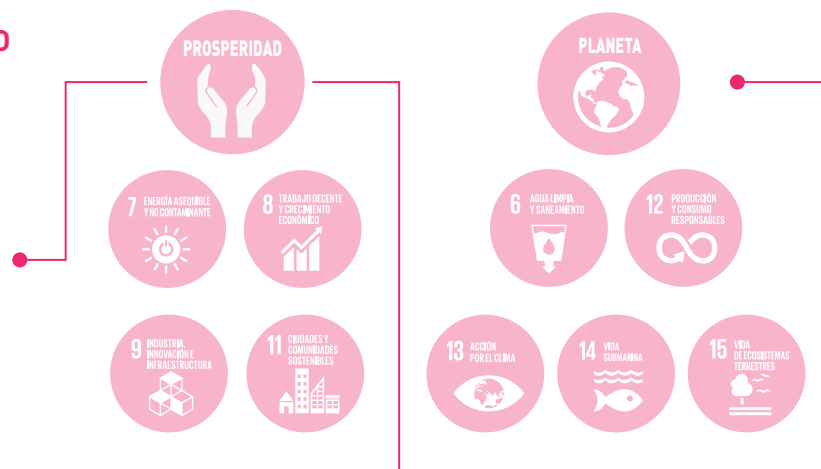 O
PROSPERIDAD
PLANETA
7 ENERGÍA ASEQUIBLE
Y NO CONTAMINANTE
8 TRABAJO DECENTE
Y CRECIMIENTO
ECONÓMICO
6 AGUA LIMPIA
Y SANEAMIENTO
12 PRODUCCIÓN
Y CONSUMO
RESPONSABLES
9 INDUSTRIA,
INNOVACIÓN E
INFRAESTRUCTURA
11 CIUDADES Y
COMUNIDADES
SOSTENIBLES
13 ACCIÓN
POR EL CLIMA
14 VIDA
SUBMARINA
15 VIDA
DE ECOSISTEMAS
TERRESTRES